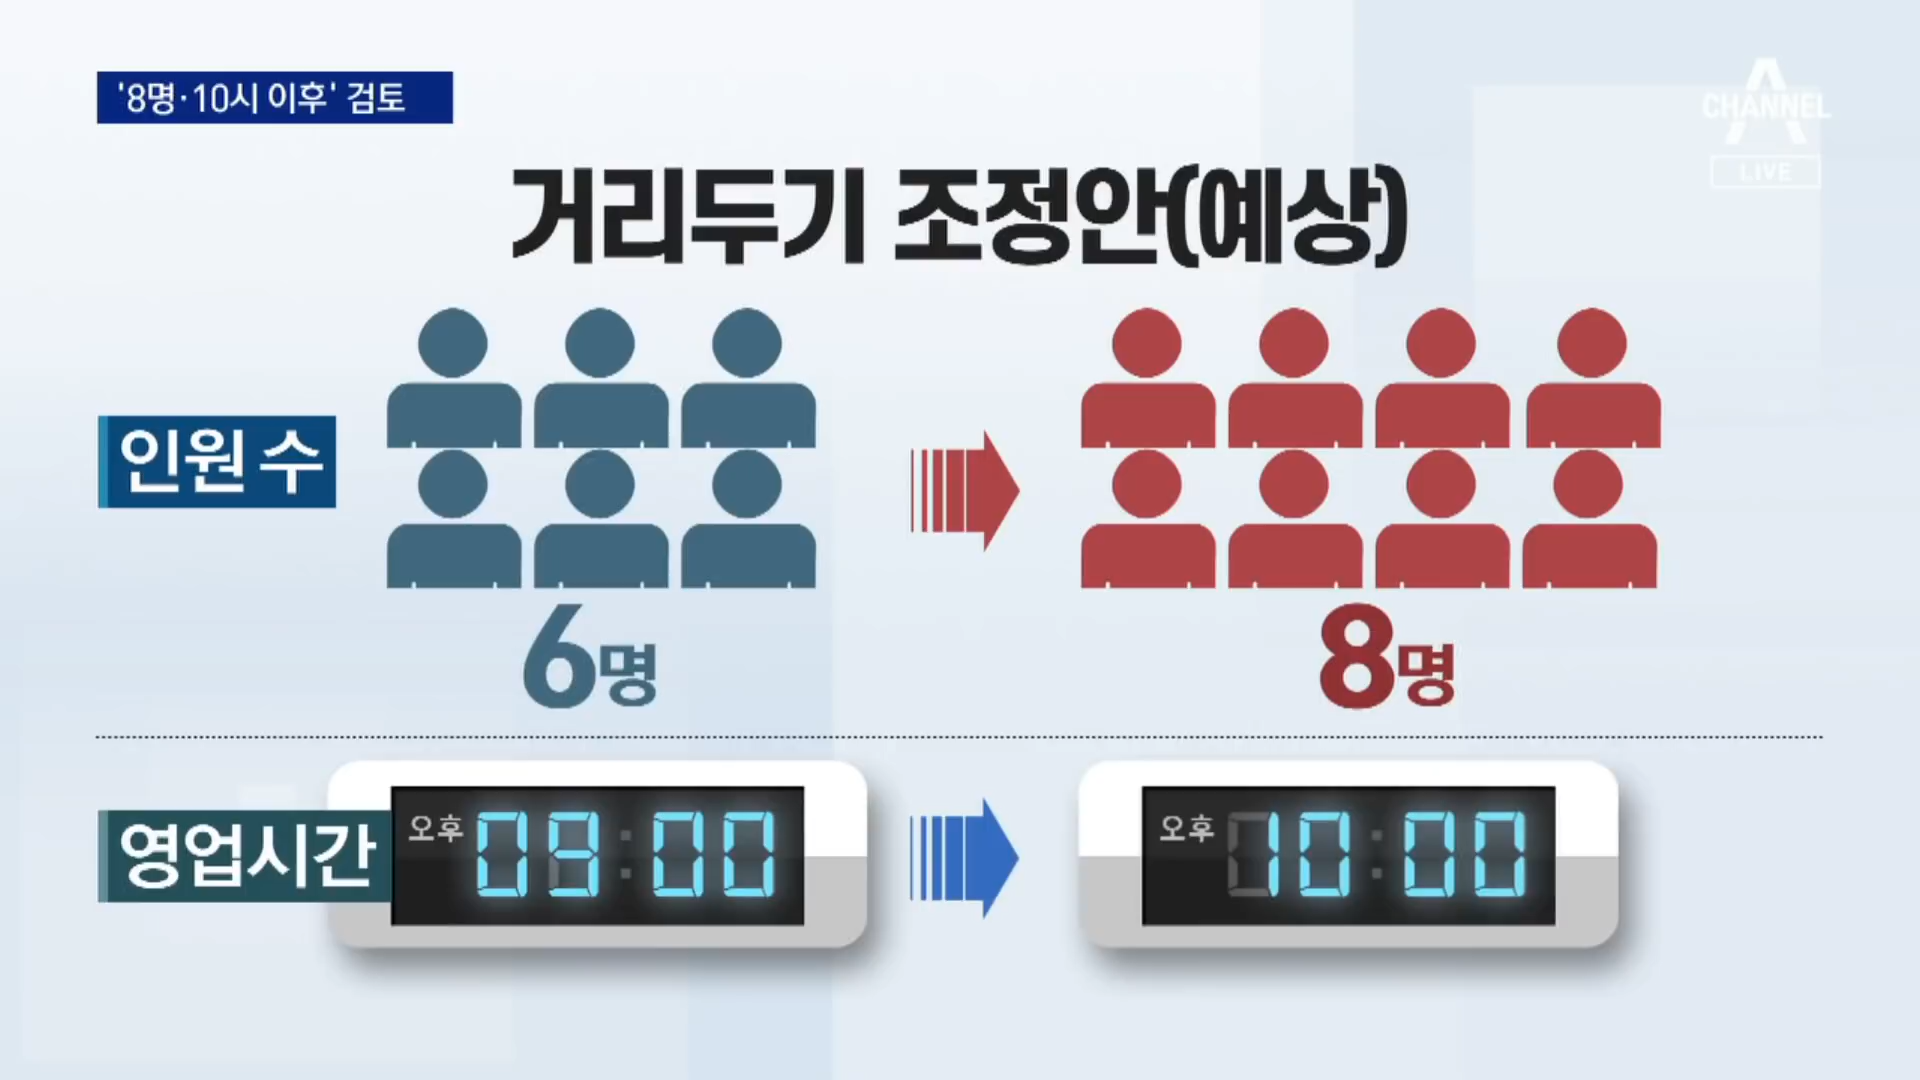 '8명·10시 이후' 검토
CHANNEL A
LIVE
거리두기 조정안(예상)
인원 수
6명
8명
영업시간
오후 09:00
오후 10:00